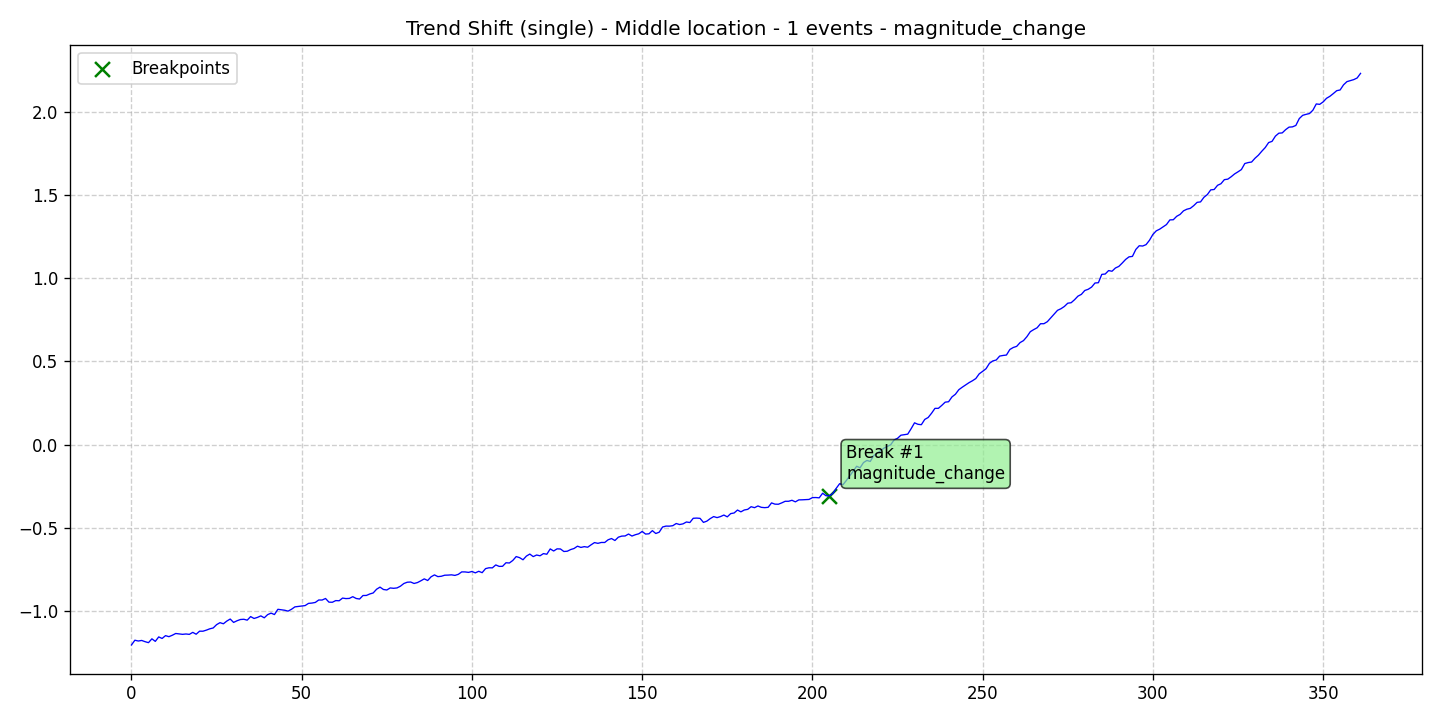 Trend Shift (single) - Middle location - 1 events - magnitude_change
Breakpoints
2.0
1.5
1.0
0.5
0.0
−0.5
−1.0
Break #1
magnitude_change
0 50 100 150 200 250 300 350